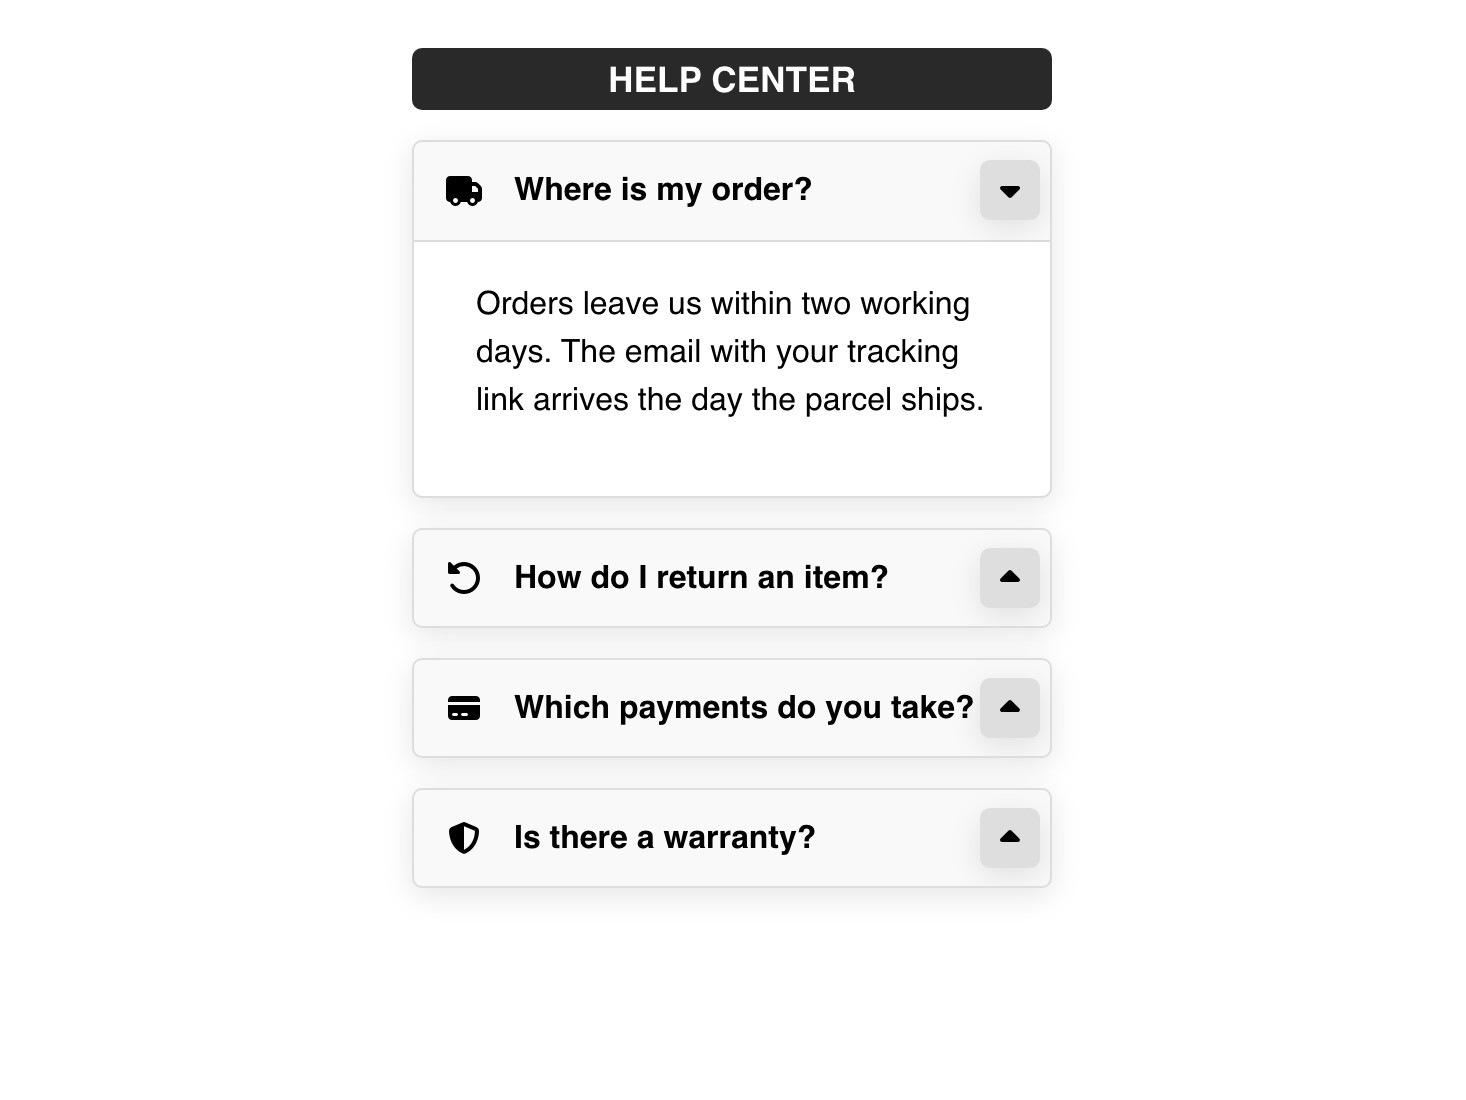 HELP CENTER
Where is my order?
Orders leave us within two working
days. The email with your tracking
link arrives the day the parcel ships.
How do I return an item?
Which payments do you take?
Is there a warranty?